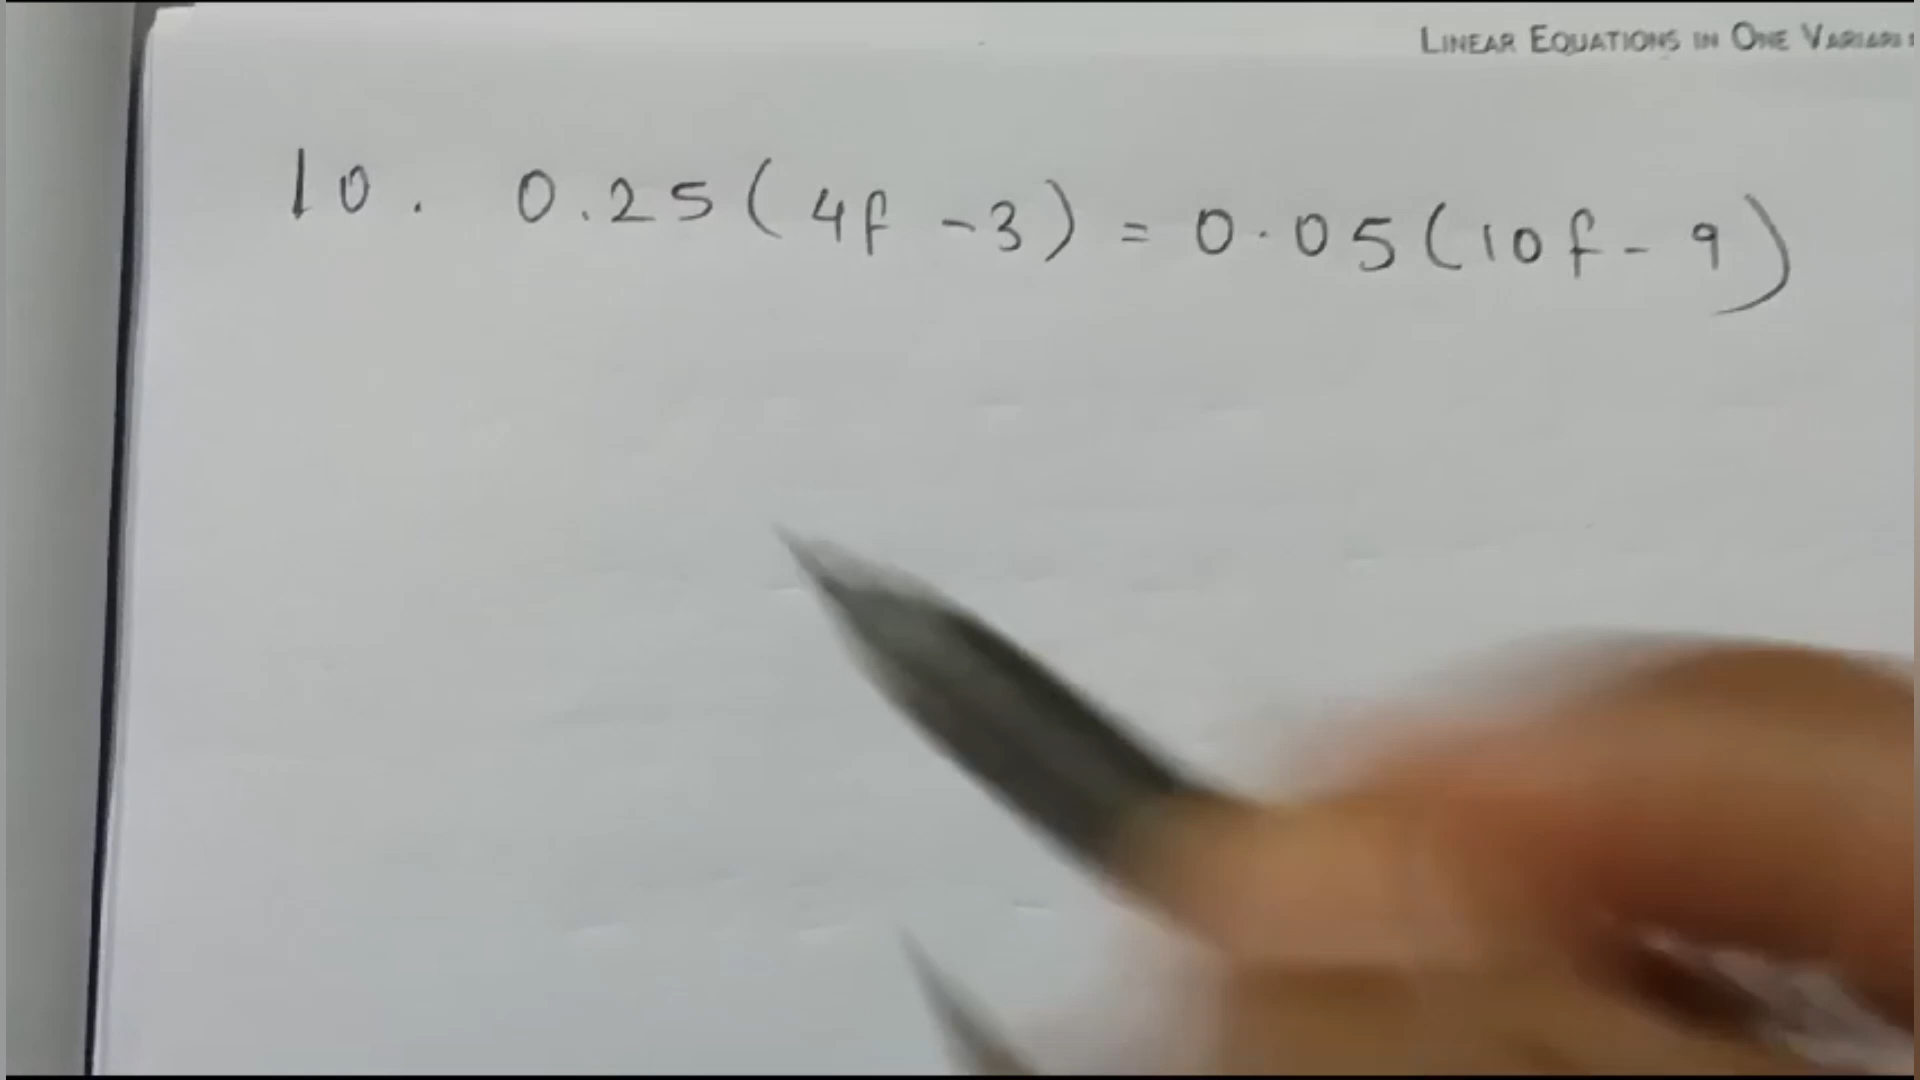 LINEAR EQUATIONS IN ONE
10. 0.25(4f -3) = 0.05(10f - 9)